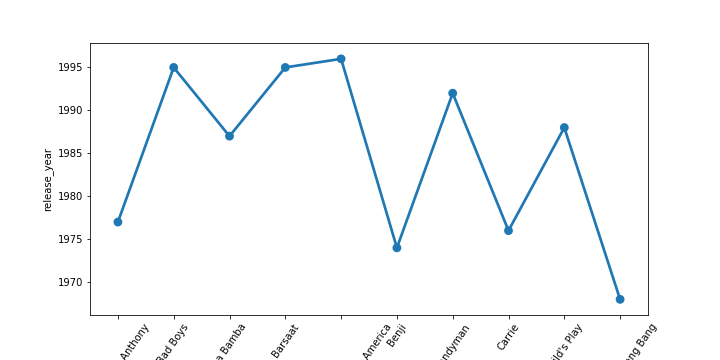 1995
1990
1985
1980
1975
1970
release_year
Anthony
Bad Boys
a Bamba
Barsaat
America
Benji
ndyman
Carrie
ild's Play
ng Bang